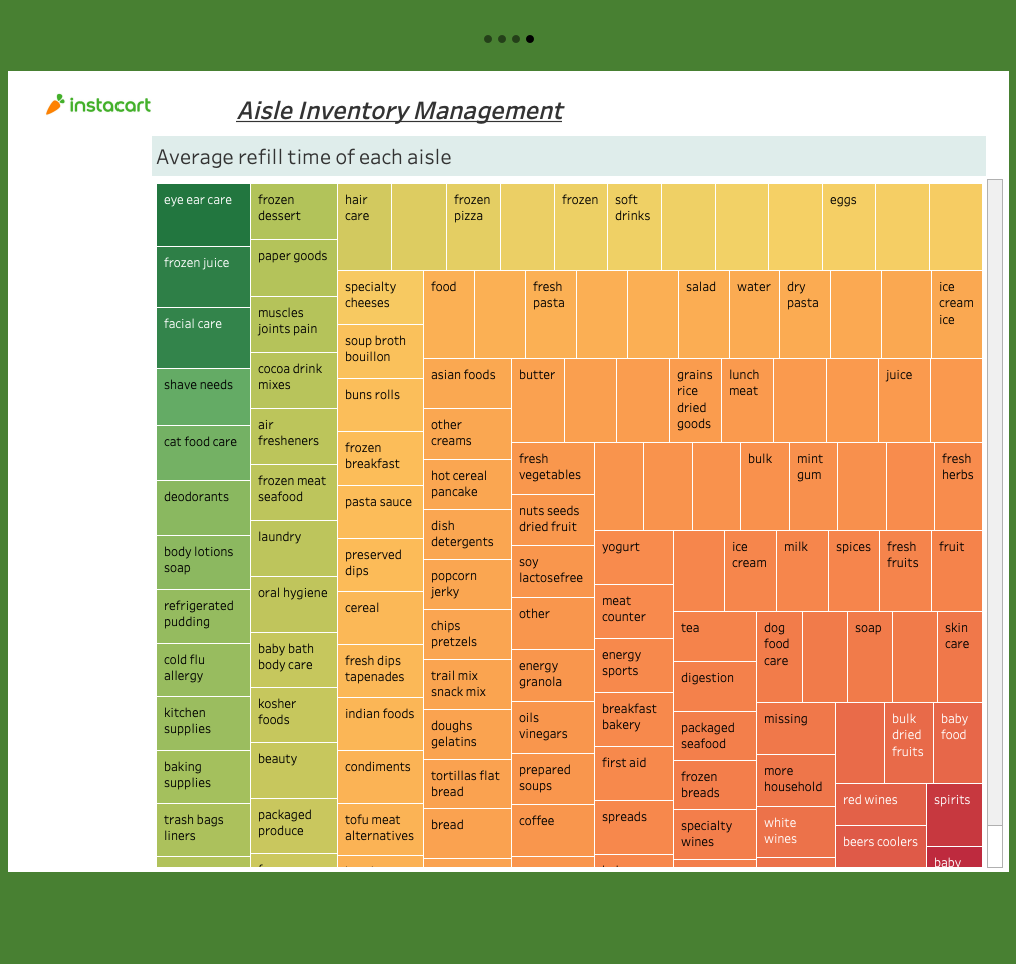 instacart
Aisle Inventory Management
Average refill time of each aisle
eye ear care
frozen juice
facial care
shave needs
cat food care
deodorants
body lotions
soap
refrigerated
pudding
cold flu
allergy
kitchen
supplies
baking
supplies
trash bags
liners
frozen
dessert
paper goods
muscles
joints pain
cocoa drink
mixes
air
fresheners
frozen meat
seafood
laundry
oral hygiene
baby bath
body care
kosher
foods
beauty
packaged
produce
hair
care
frozen
pizza
frozen
soft
drinks
eggs
specialty
cheeses
soup broth
bouillon
buns rolls
frozen
breakfast
pasta sauce
preserved
dips
cereal
fresh dips
tapenades
indian foods
condiments
tofu meat
alternatives
food
fresh
pasta
salad
water
dry
pasta
ice
cream
ice
asian foods
other
creams
hot cereal
pancake
dish
detergents
popcorn
jerky
chips
pretzels
trail mix
snack mix
doughs
gelatins
tortillas flat
bread
bread
butter
grains
rice
dried
goods
lunch
meat
juice
fresh
vegetables
nuts seeds
dried fruit
soy
lactosefree
other
energy
granola
oils
vinegars
prepared
soups
coffee
bulk
mint
gum
fresh
herbs
yogurt
meat
counter
energy
sports
breakfast
bakery
first aid
spreads
ice
cream
milk
spices
fresh
fruits
fruit
tea
digestion
packaged
seafood
frozen
breads
specialty
wines
dog
food
care
soap
skin
care
missing
more
household
white
wines
bulk
dried
fruits
baby
food
red wines
beers coolers
spirits
baby